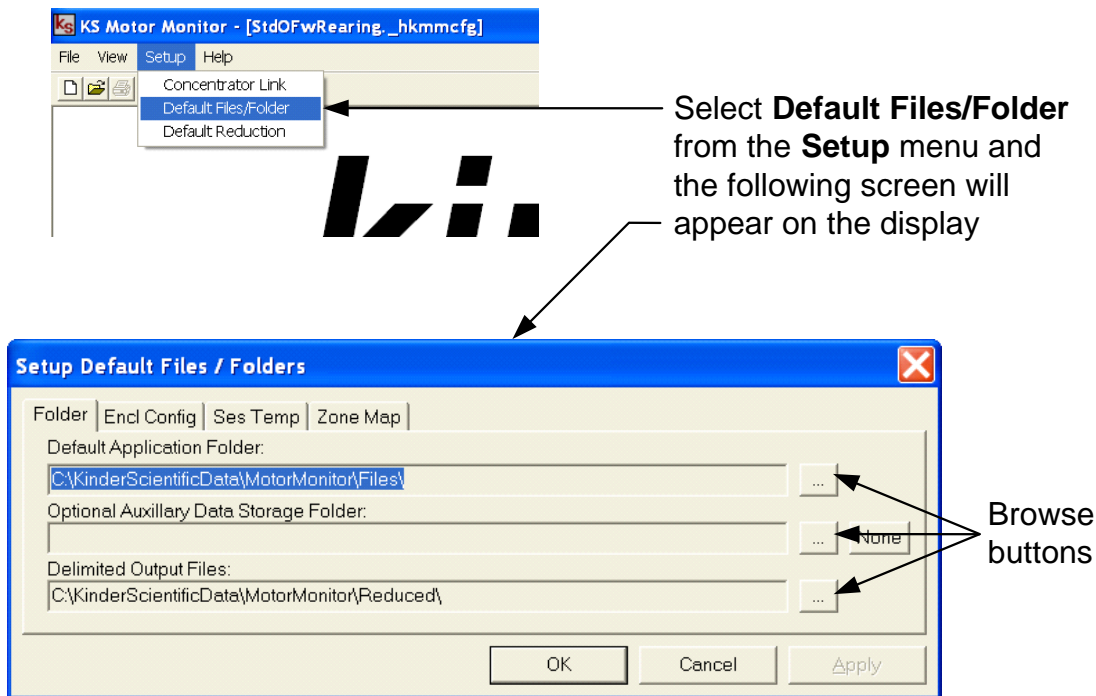 KS Motor Monitor - [StdOFwRearing._hkmmcfg]
File View Setup Help
Concentrator Link
Default Files/Folder
Default Reduction
Select Default Files/Folder
from the Setup menu and
the following screen will
appear on the display
Setup Default Files / Folders
Folder Encl Config Ses Temp Zone Map
Default Application Folder:
C:\KinderScientificData\MotorMonitor\Files\
...
Optional Auxillary Data Storage Folder:
... None
Delimited Output Files:
C:\KinderScientificData\MotorMonitor\Reduced\
...
Browse
buttons
OK Cancel Apply